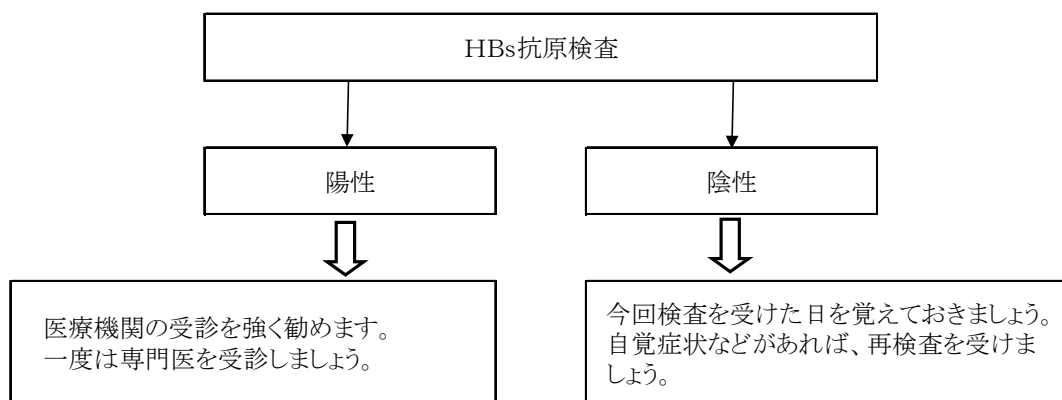 HBs抗原検査
陽性
陰性
医療機関の受診を強く勧めます。
一度は専門医を受診しましょう。
今回検査を受けた日を覚えておきましょう。
自覚症状などがあれば、再検査を受けま
しょう。